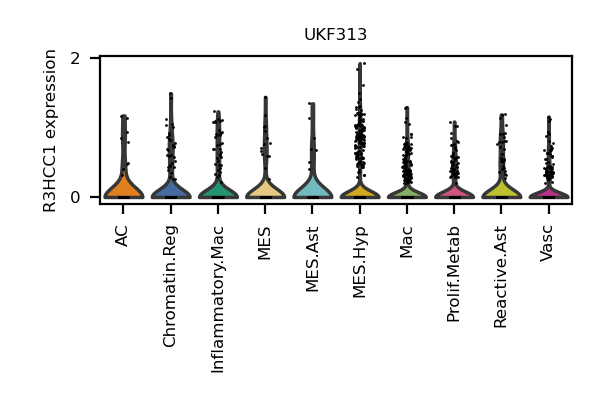 UKF313
R3HCC1 expression
2
0
AC
Chromatin.Reg
Inflammatory.Mac
MES
MES.Ast
MES.Hyp
Mac
Prolif.Metab
Reactive.Ast
Vasc